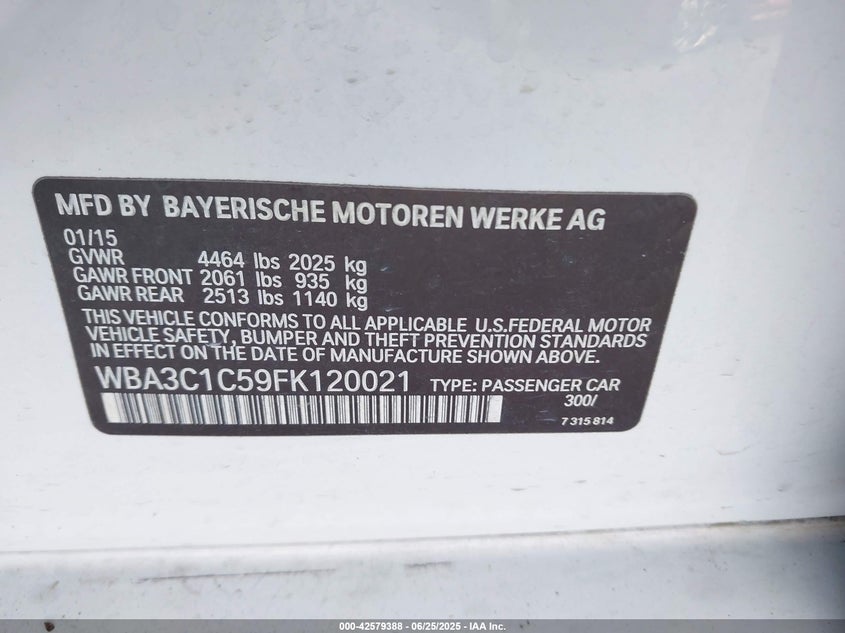 MFD BY BAYERISCHE MOTOREN WERKE AG
01/15
GVWR 4464 lbs 2025 kg
GAWR FRONT 2061 lbs 935 kg
GAWR REAR 2513 lbs 1140 kg
THIS VEHICLE CONFORMS TO ALL APPLICABLE U.S.FEDERAL MOTOR
VEHICLE SAFETY, BUMPER AND THEFT PREVENTION STANDARDS
IN EFFECT ON THE DATE OF MANUFACTURE SHOWN ABOVE.
WBA3C1C59FK120021 TYPE: PASSENGER CAR
300/
7 315 814
000-42579388 - 06/25/2025 - IAA Inc.